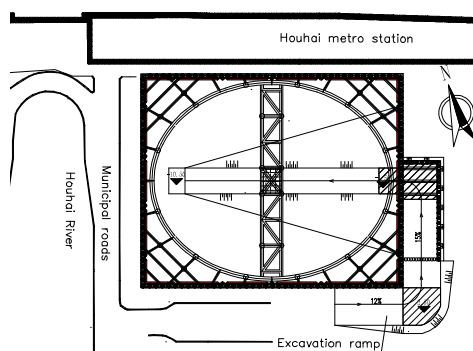 Houhai metro station
N
Houhai River
Municipal roads
15%
12%
Excavation ramp